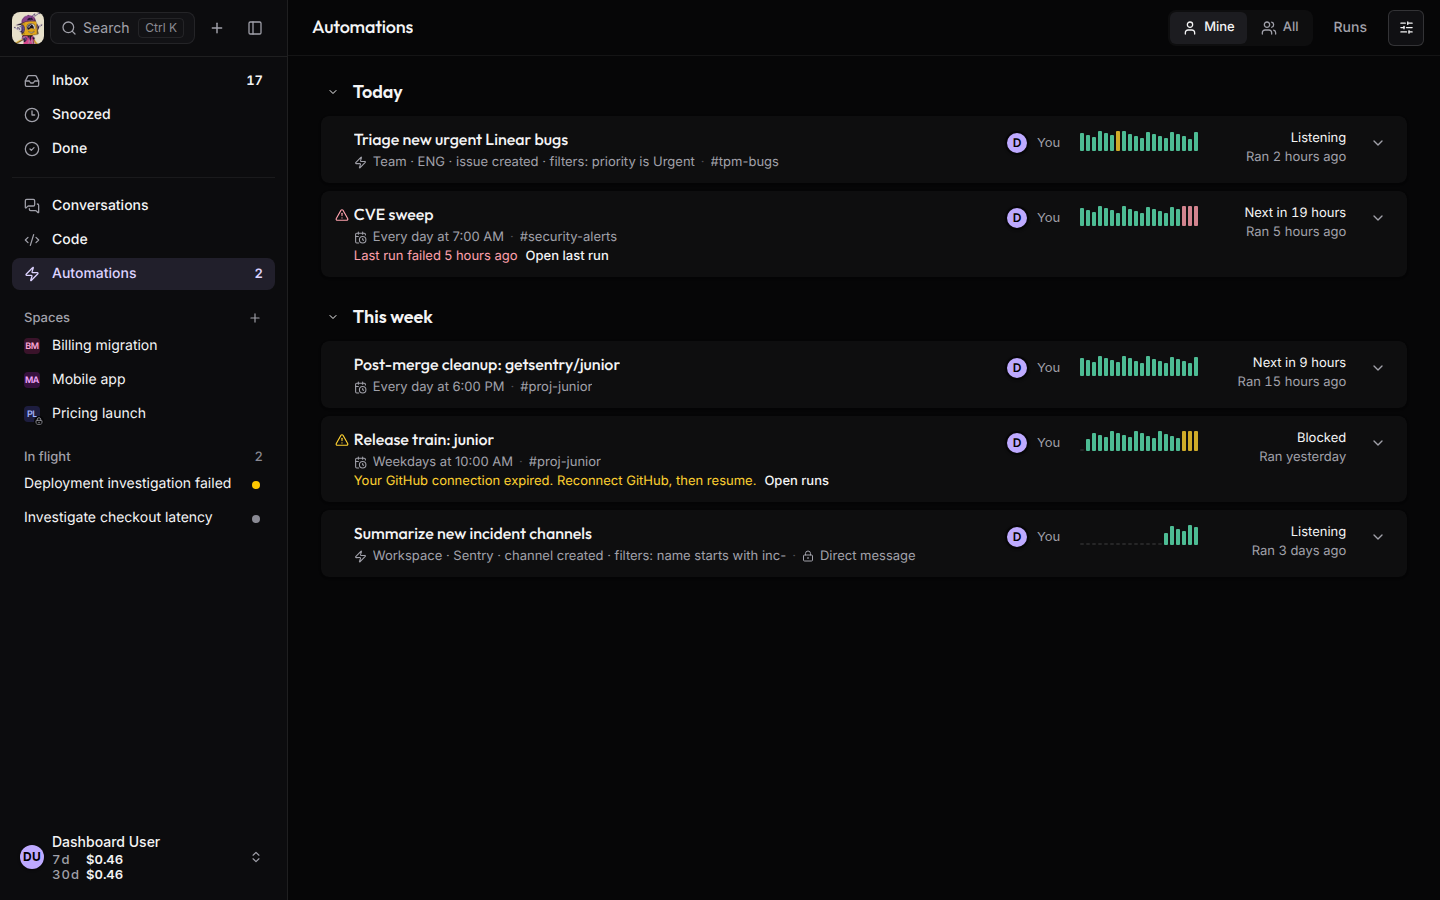 Search Ctrl K
Inbox 17
Snoozed
Done
Conversations
Code
Automations 2
Spaces
BM Billing migration
MA Mobile app
PL Pricing launch
In flight 2
Deployment investigation failed
Investigate checkout latency
DU Dashboard User
7d $0.46
30d $0.46
Automations
Mine All Runs
Today
Triage new urgent Linear bugs
Team · ENG · issue created · filters: priority is Urgent · #tpm-bugs
D You
Listening
Ran 2 hours ago
CVE sweep
Every day at 7:00 AM · #security-alerts
Last run failed 5 hours ago Open last run
D You
Next in 19 hours
Ran 5 hours ago
This week
Post-merge cleanup: getsentry/junior
Every day at 6:00 PM · #proj-junior
D You
Next in 9 hours
Ran 15 hours ago
Release train: junior
Weekdays at 10:00 AM · #proj-junior
Your GitHub connection expired. Reconnect GitHub, then resume. Open runs
D You
Blocked
Ran yesterday
Summarize new incident channels
Workspace · Sentry · channel created · filters: name starts with inc- · Direct message
D You
Listening
Ran 3 days ago